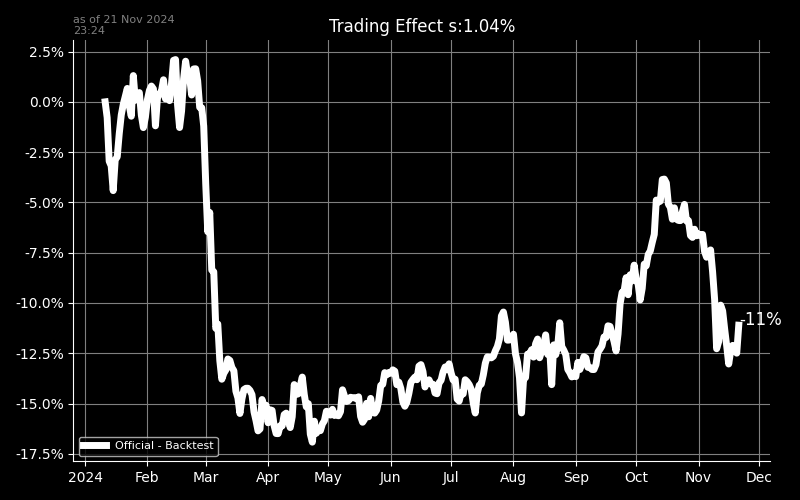 as of 21 Nov 2024
23:24
Trading Effect s:1.04%
2.5%
0.0%
-2.5%
-5.0%
-7.5%
-10.0%
-12.5%
-15.0%
-17.5%
-11%
Official - Backtest
2024 Feb Mar Apr May Jun Jul Aug Sep Oct Nov Dec